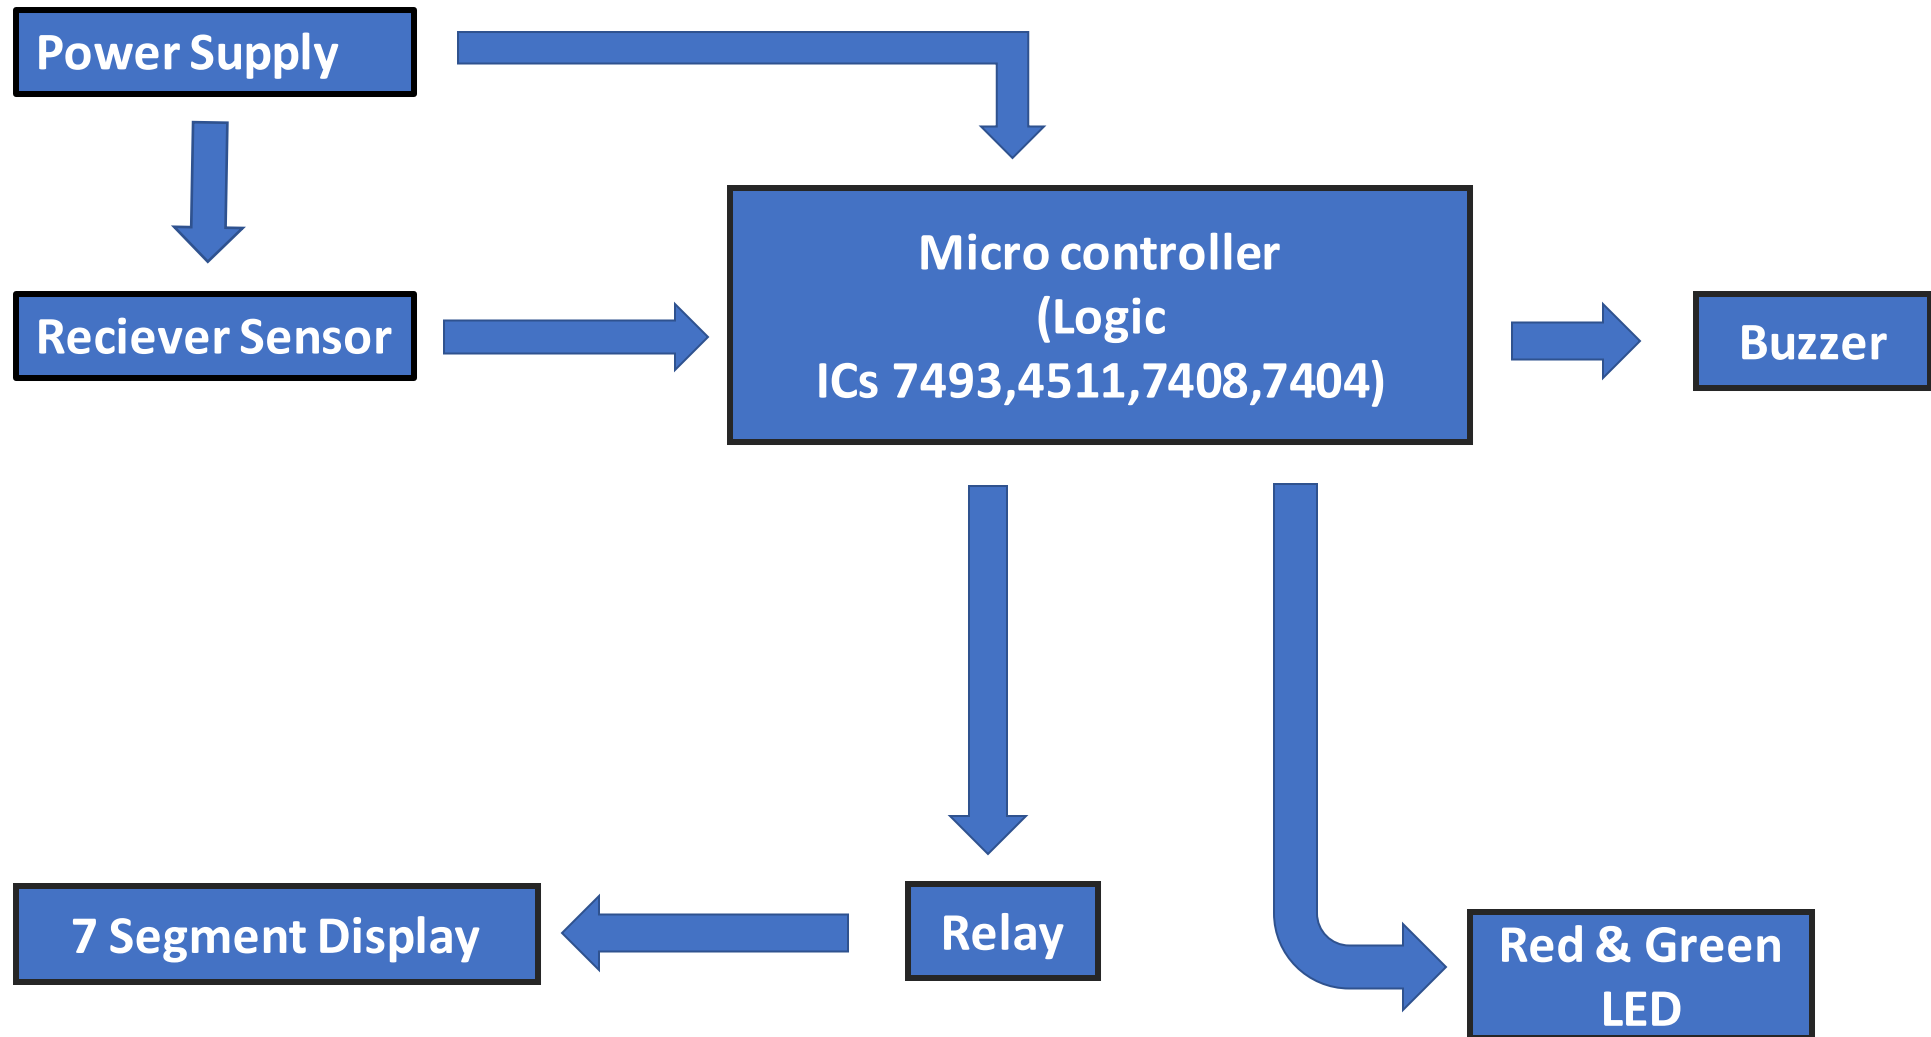 Power Supply
Micro controller
(Logic
ICs 7493,4511,7408,7404)
Reciever Sensor
Buzzer
7 Segment Display
Relay
Red & Green
LED